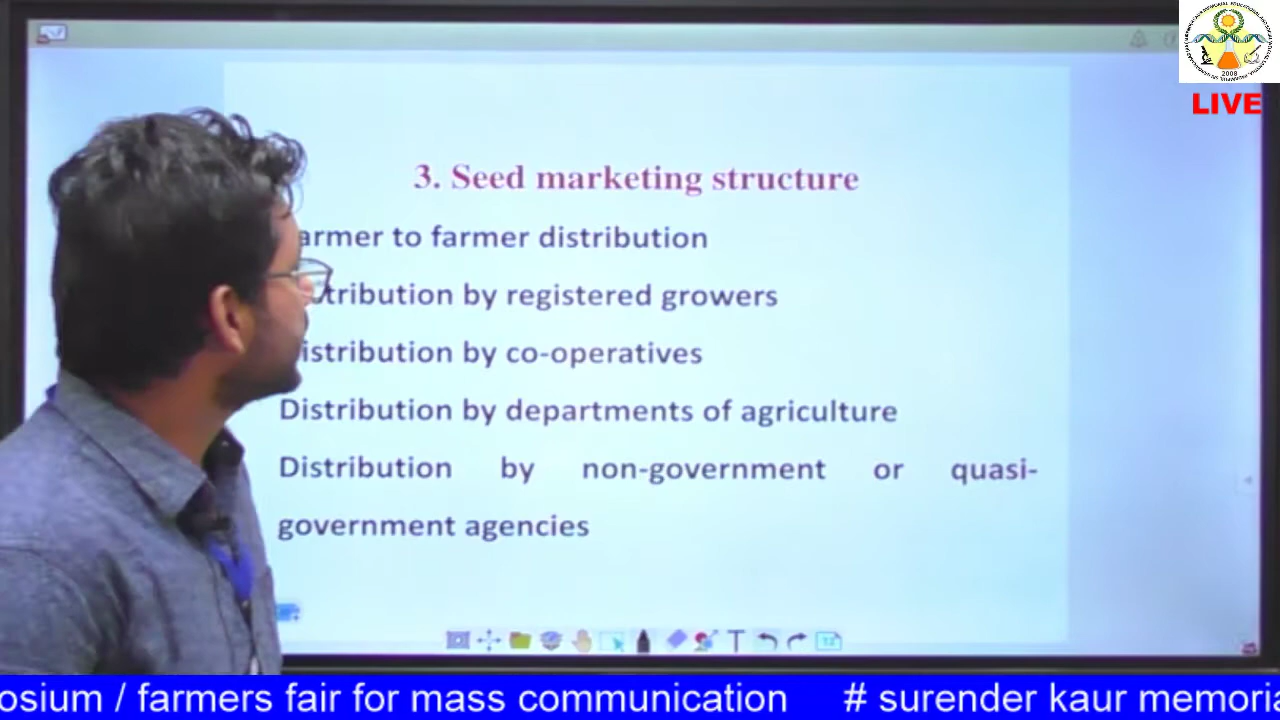 2008
LIVE
3. Seed marketing structure
armer to farmer distribution
tribution by registered growers
istribution by co-operatives
Distribution by departments of agriculture
Distribution by non-government or quasi-
government agencies
osium / farmers fair for mass communication # surender kaur memoria